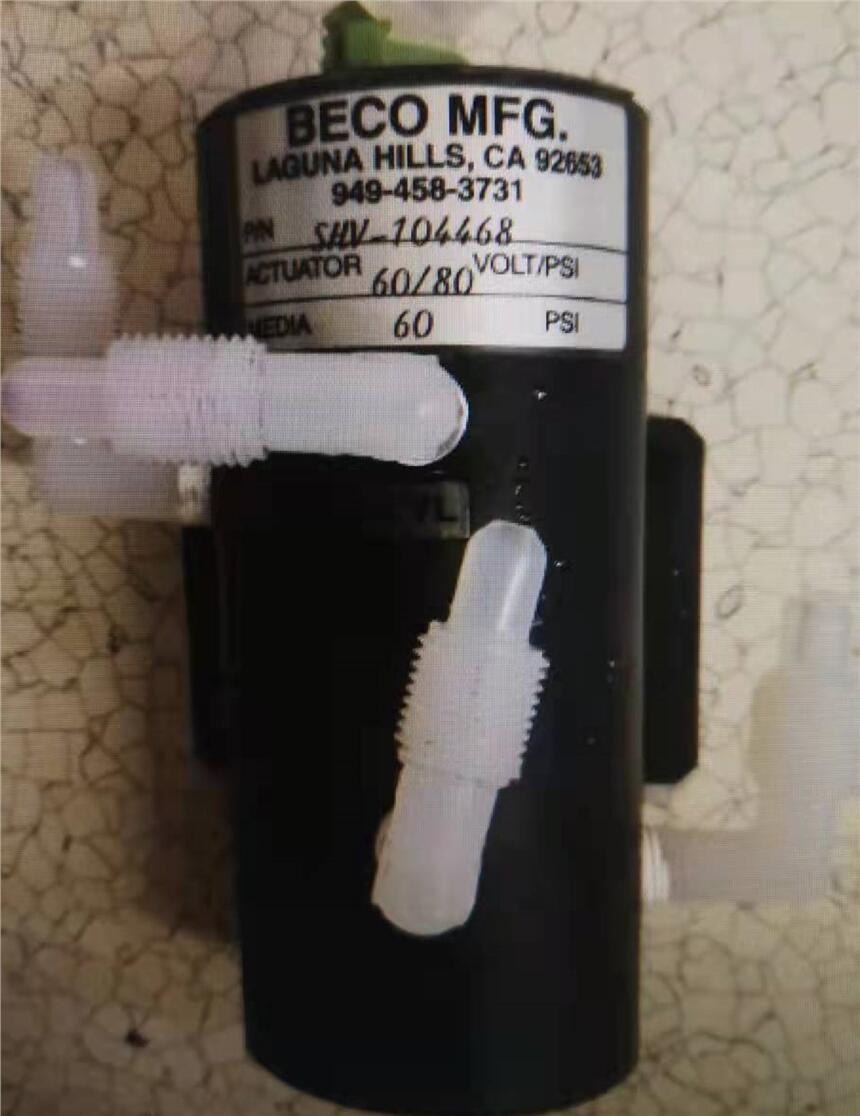 BECO MFG.
LAGUNA HILLS, CA 92653
949-458-3731
P/N SHV-104468
ACTUATOR 60/80 VOLT/PSI
MEDIA 60 PSI